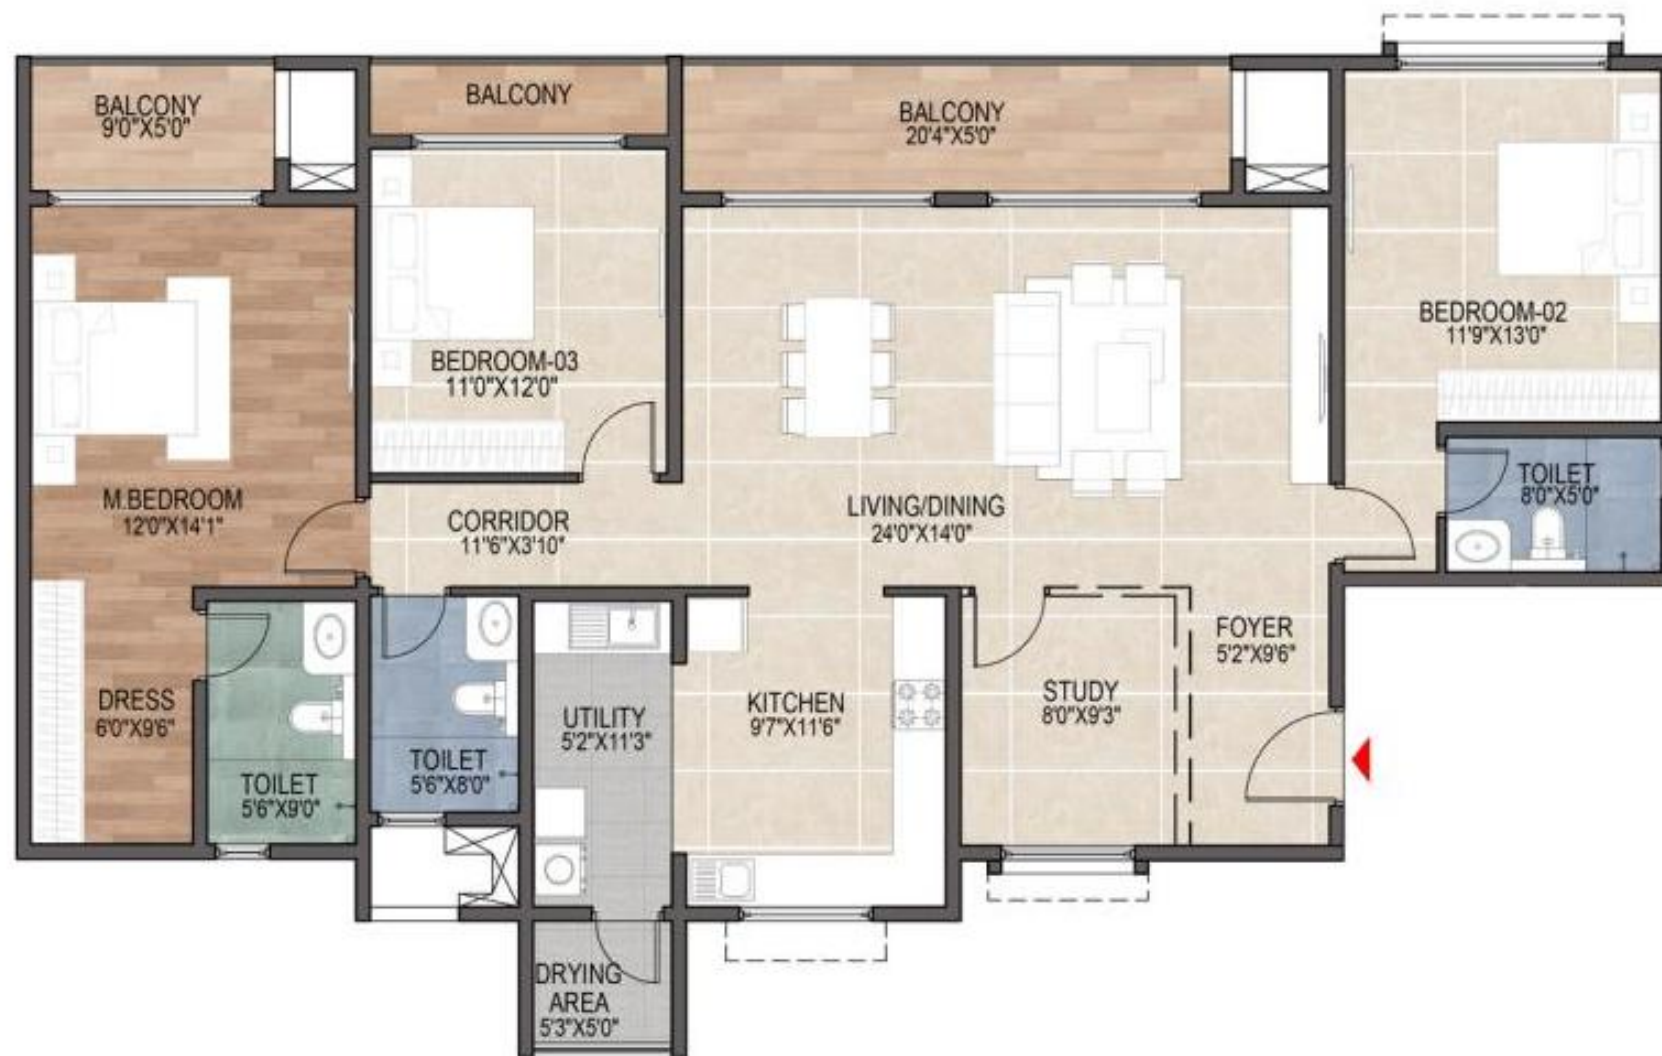 BALCONY
9'0"X5'0"
BALCONY
BALCONY
20'4"X5'0"
BEDROOM-03
11'0"X12'0"
BEDROOM-02
11'9"X13'0"
M.BEDROOM
12'0"X14'1"
CORRIDOR
11'6"X3'10"
LIVING/DINING
24'0"X14'0"
TOILET
8'0"X5'0"
FOYER
5'2"X9'6"
DRESS
6'0"X9'6"
TOILET
5'6"X9'0"
TOILET
5'6"X8'0"
UTILITY
5'2"X11'3"
KITCHEN
9'7"X11'6"
STUDY
8'0"X9'3"
DRYING
AREA
5'3"X5'0"